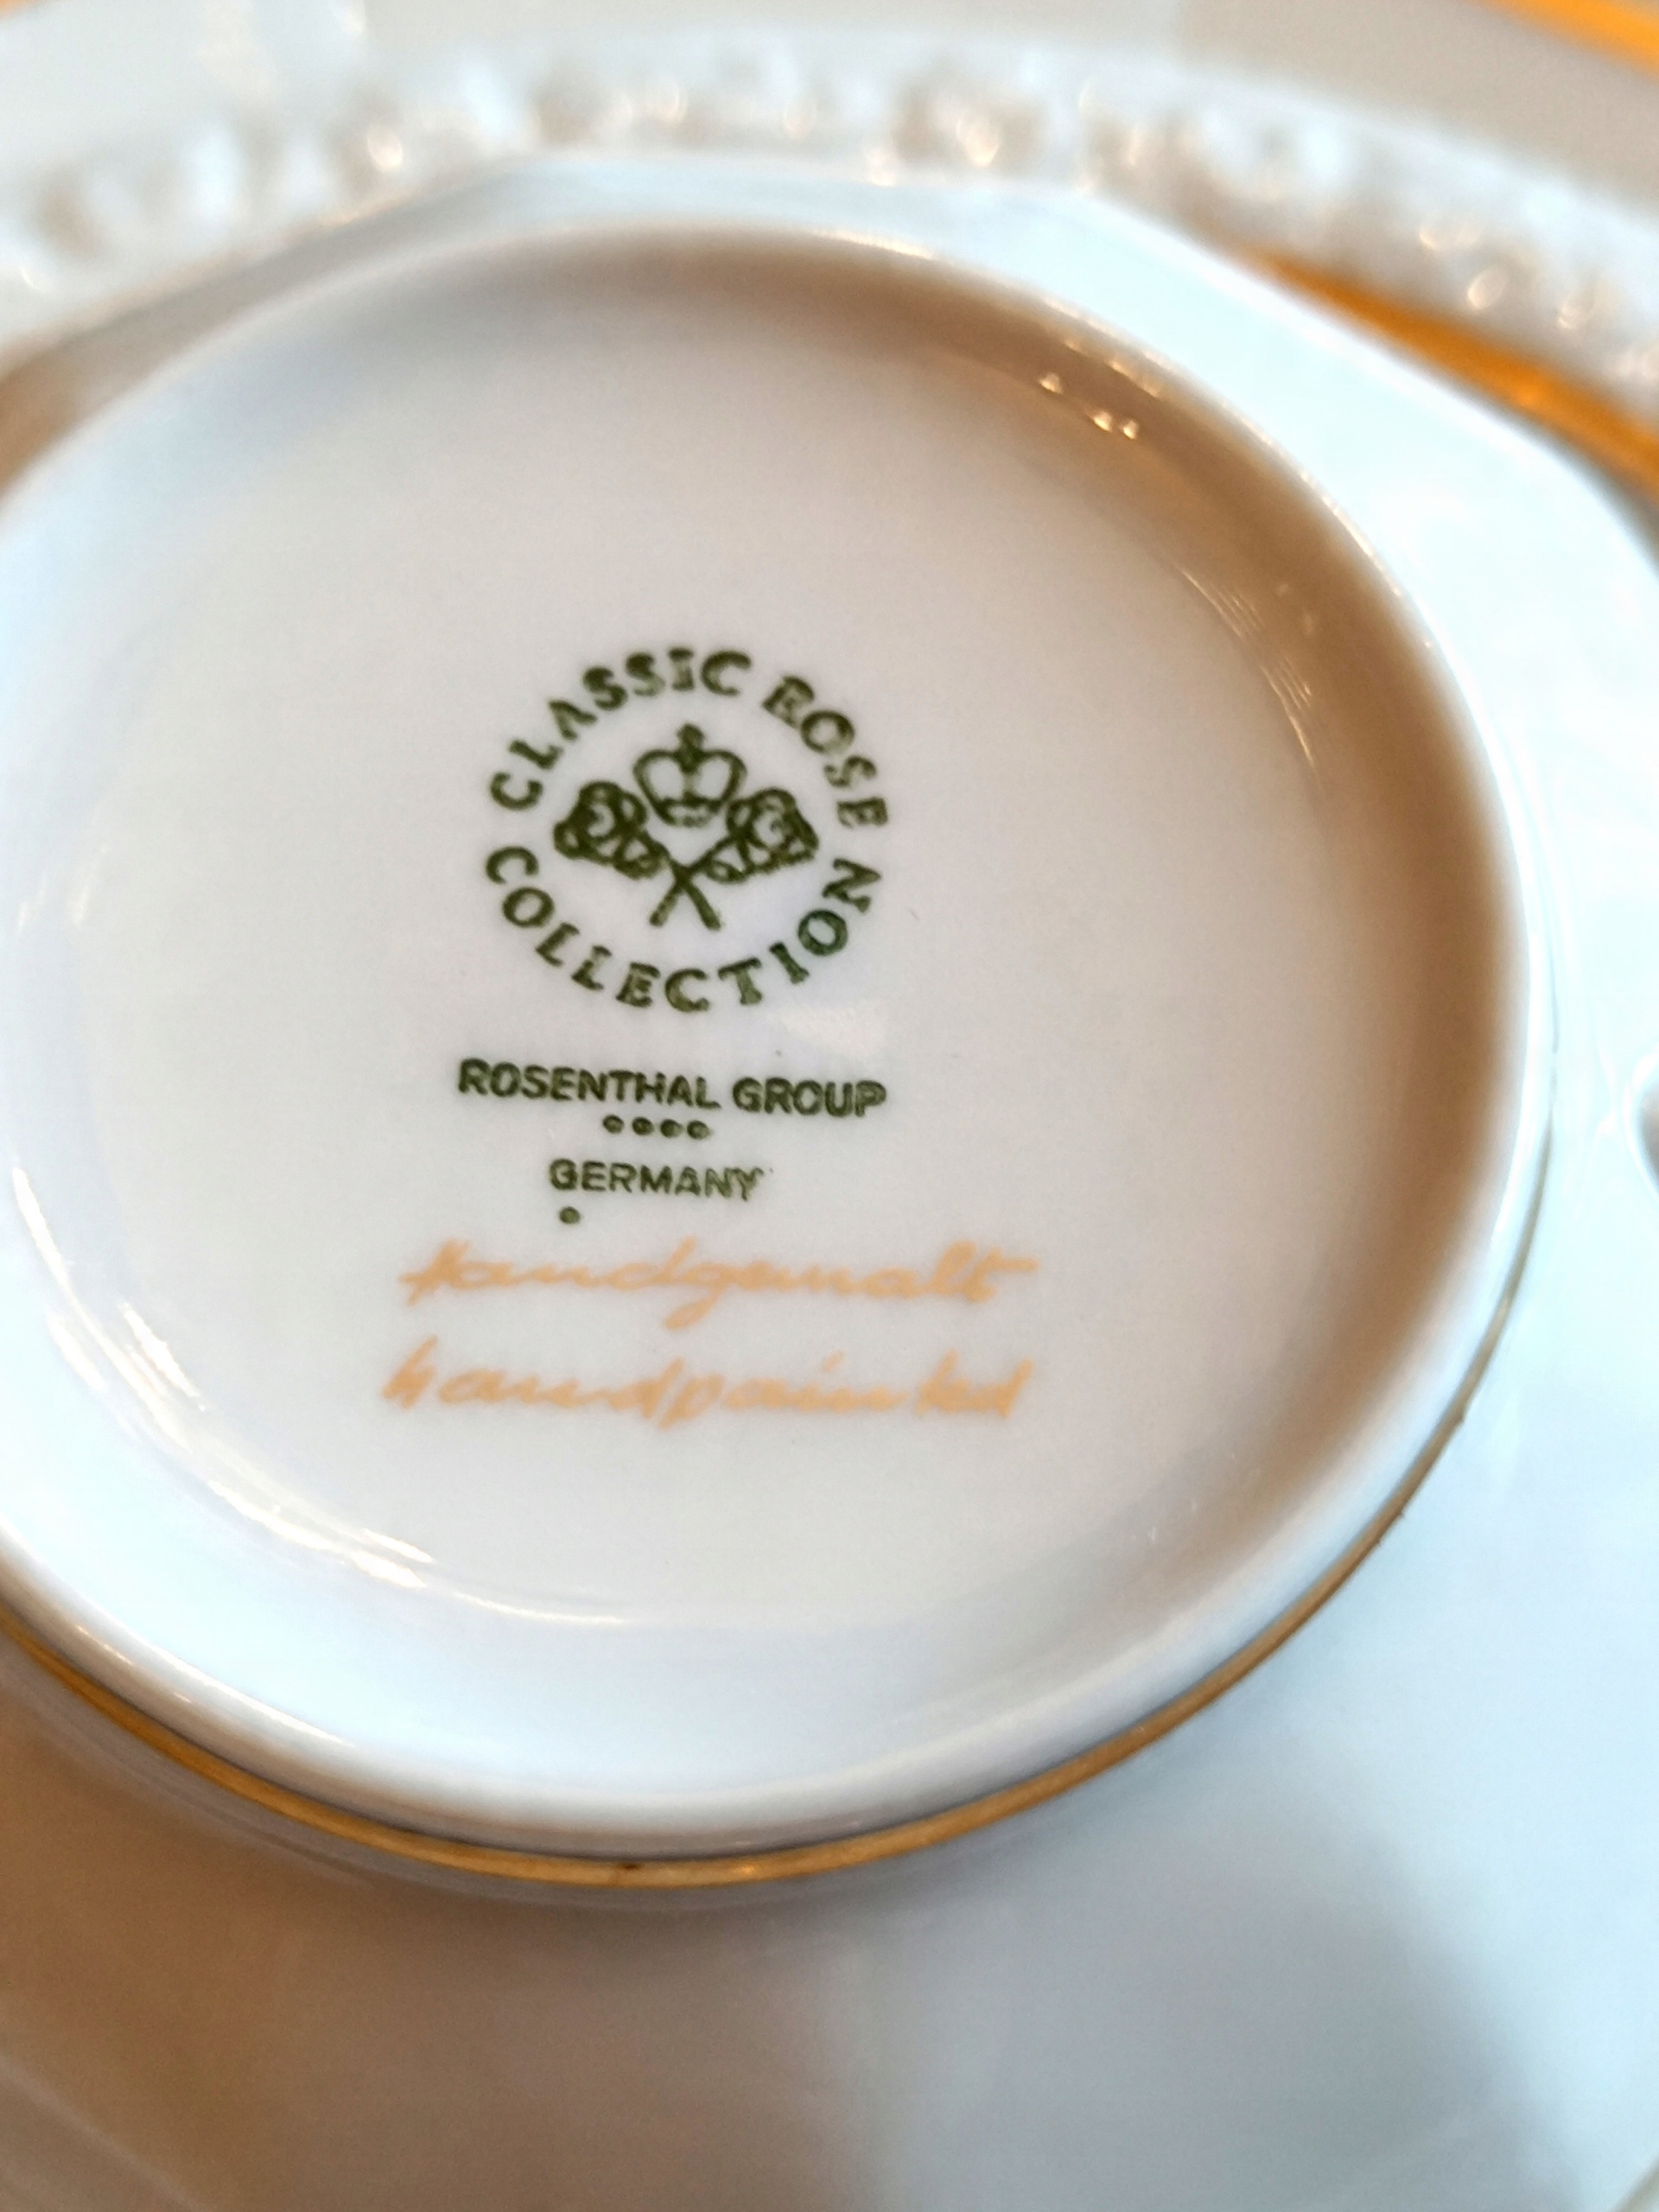 CLASSIC ROSE
COLLECTION
ROSENTHAL GROUP
GERMANY
Handgemalt
handpainted